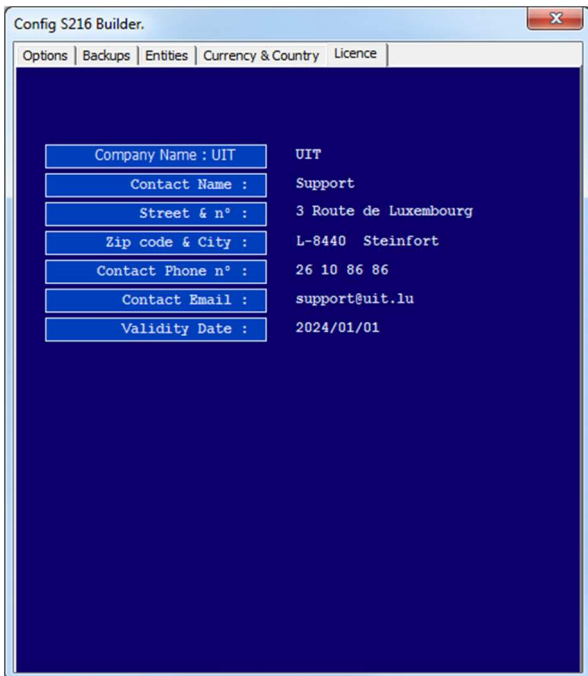 Config S216 Builder.
Options Backups Entities Currency & Country Licence
Company Name : UIT UIT
Contact Name : Support
Street & n° : 3 Route de Luxembourg
Zip code & City : L-8440 Steinfort
Contact Phone n° : 26 10 86 86
Contact Email : support@uit.lu
Validity Date : 2024/01/01